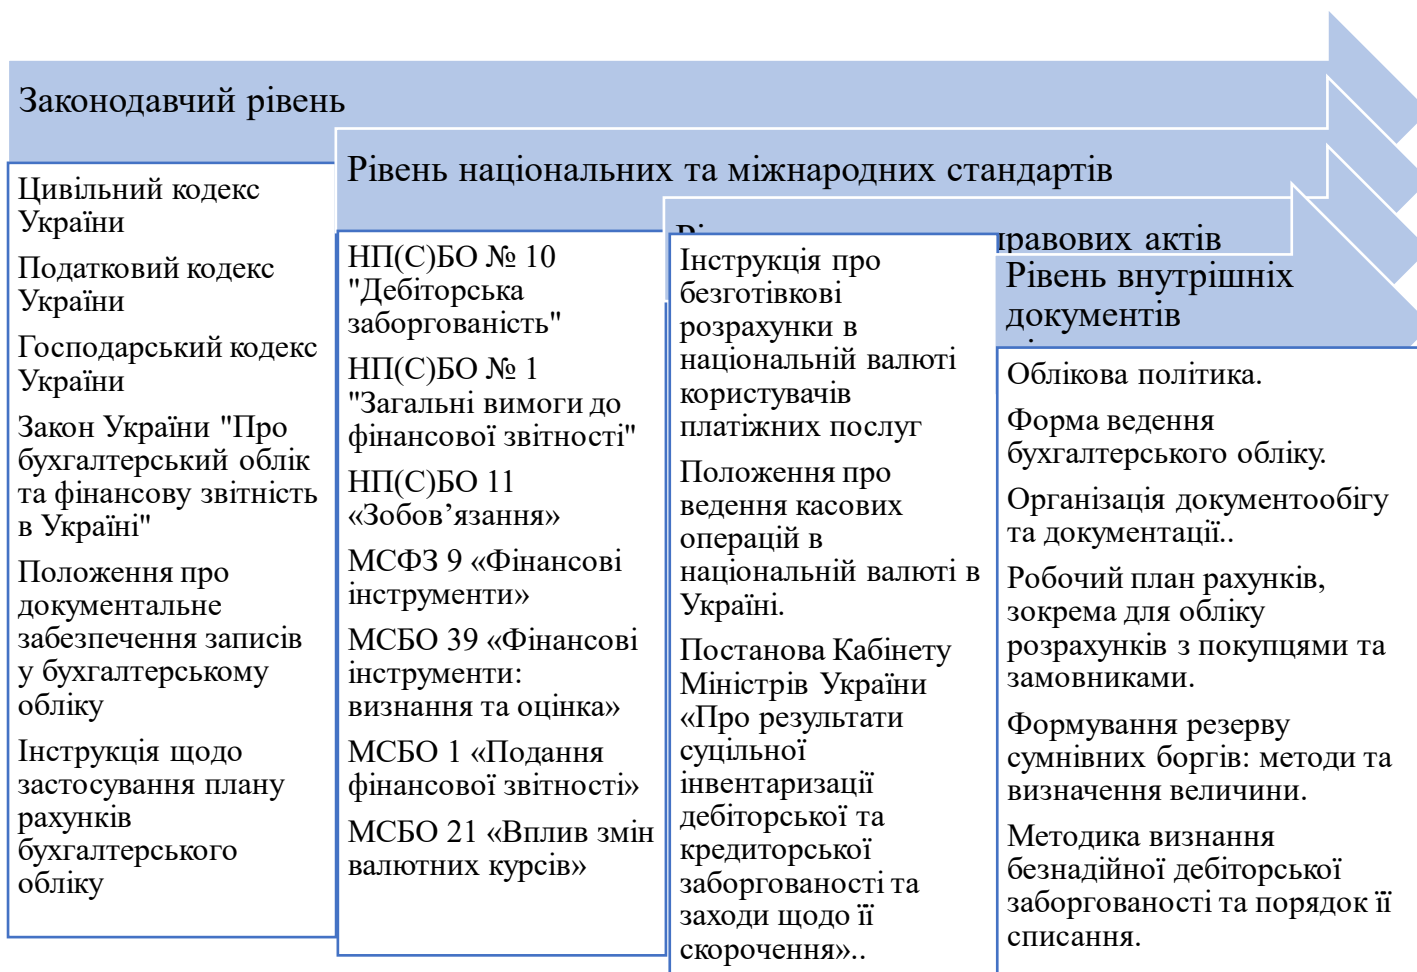 Законодавчий рівень
Цивільний кодекс
України
Податковий кодекс
України
Господарський кодекс
України
Закон України "Про
бухгалтерський облік
та фінансову звітність
в Україні"
Положення про
документальне
забезпечення записів
у бухгалтерському
обліку
Інструкція щодо
застосування плану
рахунків
бухгалтерського
обліку
Рівень національних та міжнародних стандартів
НП(С)БО № 10
"Дебіторська
заборгованість"
НП(С)БО № 1
"Загальні вимоги до
фінансової звітності"
НП(С)БО 11
«Зобов’язання»
МСФЗ 9 «Фінансові
інструменти»
МСБО 39 «Фінансові
інструменти:
визнання та оцінка»
МСБО 1 «Подання
фінансової звітності»
МСБО 21 «Вплив змін
валютних курсів»
правових актів
Інструкція про
безготівкові
розрахунки в
національній валюті
користувачів
платіжних послуг
Положення про
ведення касових
операцій в
національній валюті в
Україні.
Постанова Кабінету
Міністрів України
«Про результати
суцільної
інвентаризації
дебіторської та
кредиторської
заборгованості та
заходи щодо її
скорочення»..
Рівень внутрішніх
документів
Облікова політика.
Форма ведення
бухгалтерського обліку.
Організація документообігу
та документації..
Робочий план рахунків,
зокрема для обліку
розрахунків з покупцями та
замовниками.
Формування резерву
сумнівних боргів: методи та
визначення величини.
Методика визнання
безнадійної дебіторської
заборгованості та порядок її
списання.